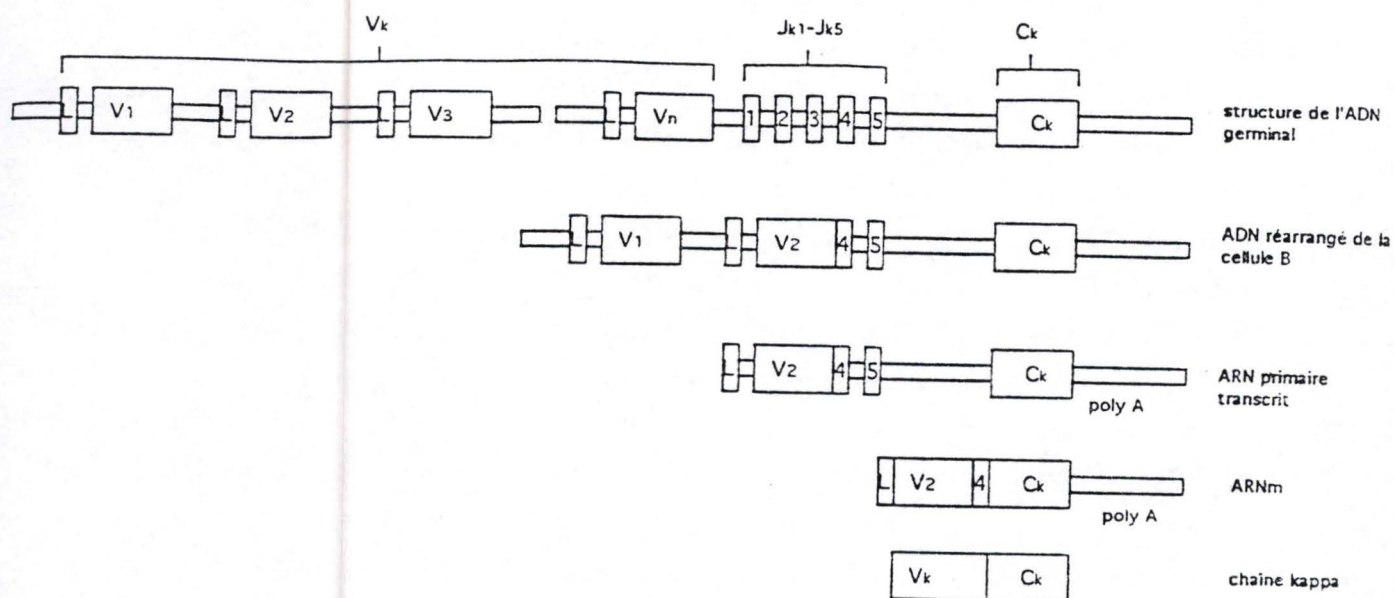 Vk
Jk1-Jk5
Ck
L V1 L V2 L V3 L Vn 1 2 3 4 5 Ck
structure de l'ADN
germinal
L V1 L V2 4 5 Ck
ADN réarrangé de la
cellule B
L V2 4 5 Ck
poly A
ARN primaire
transcrit
L V2 4 Ck
poly A
ARNm
Vk Ck
chaîne kappa